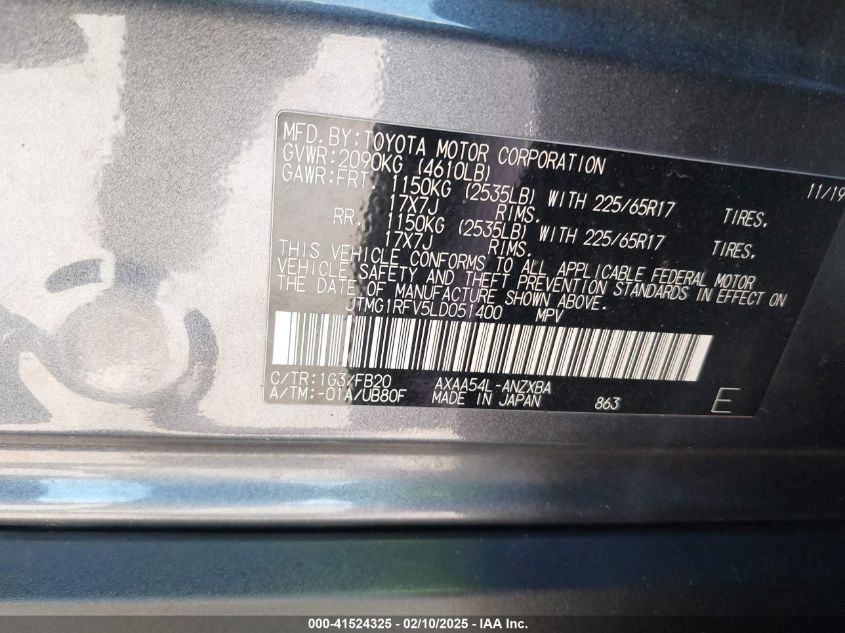 MFD. BY: TOYOTA MOTOR CORPORATION 11/19
GVWR: 2090KG (4610LB)
GAWR: FRT. 1150KG (2535LB) WITH 225/65R17 TIRES,
17X7J RIMS.
RR. 1150KG (2535LB) WITH 225/65R17 TIRES,
17X7J RIMS.
THIS VEHICLE CONFORMS TO ALL APPLICABLE FEDERAL MOTOR
VEHICLE SAFETY AND THEFT PREVENTION STANDARDS IN EFFECT ON
THE DATE OF MANUFACTURE SHOWN ABOVE.
JTMG1RFV5LD051400 MPV
C/TR: 1G3/FB20 AXAA54L-ANZXBA
A/TM: -01A/UB80F MADE IN JAPAN 863 E
000-41524325 - 02/10/2025 - IAA Inc.